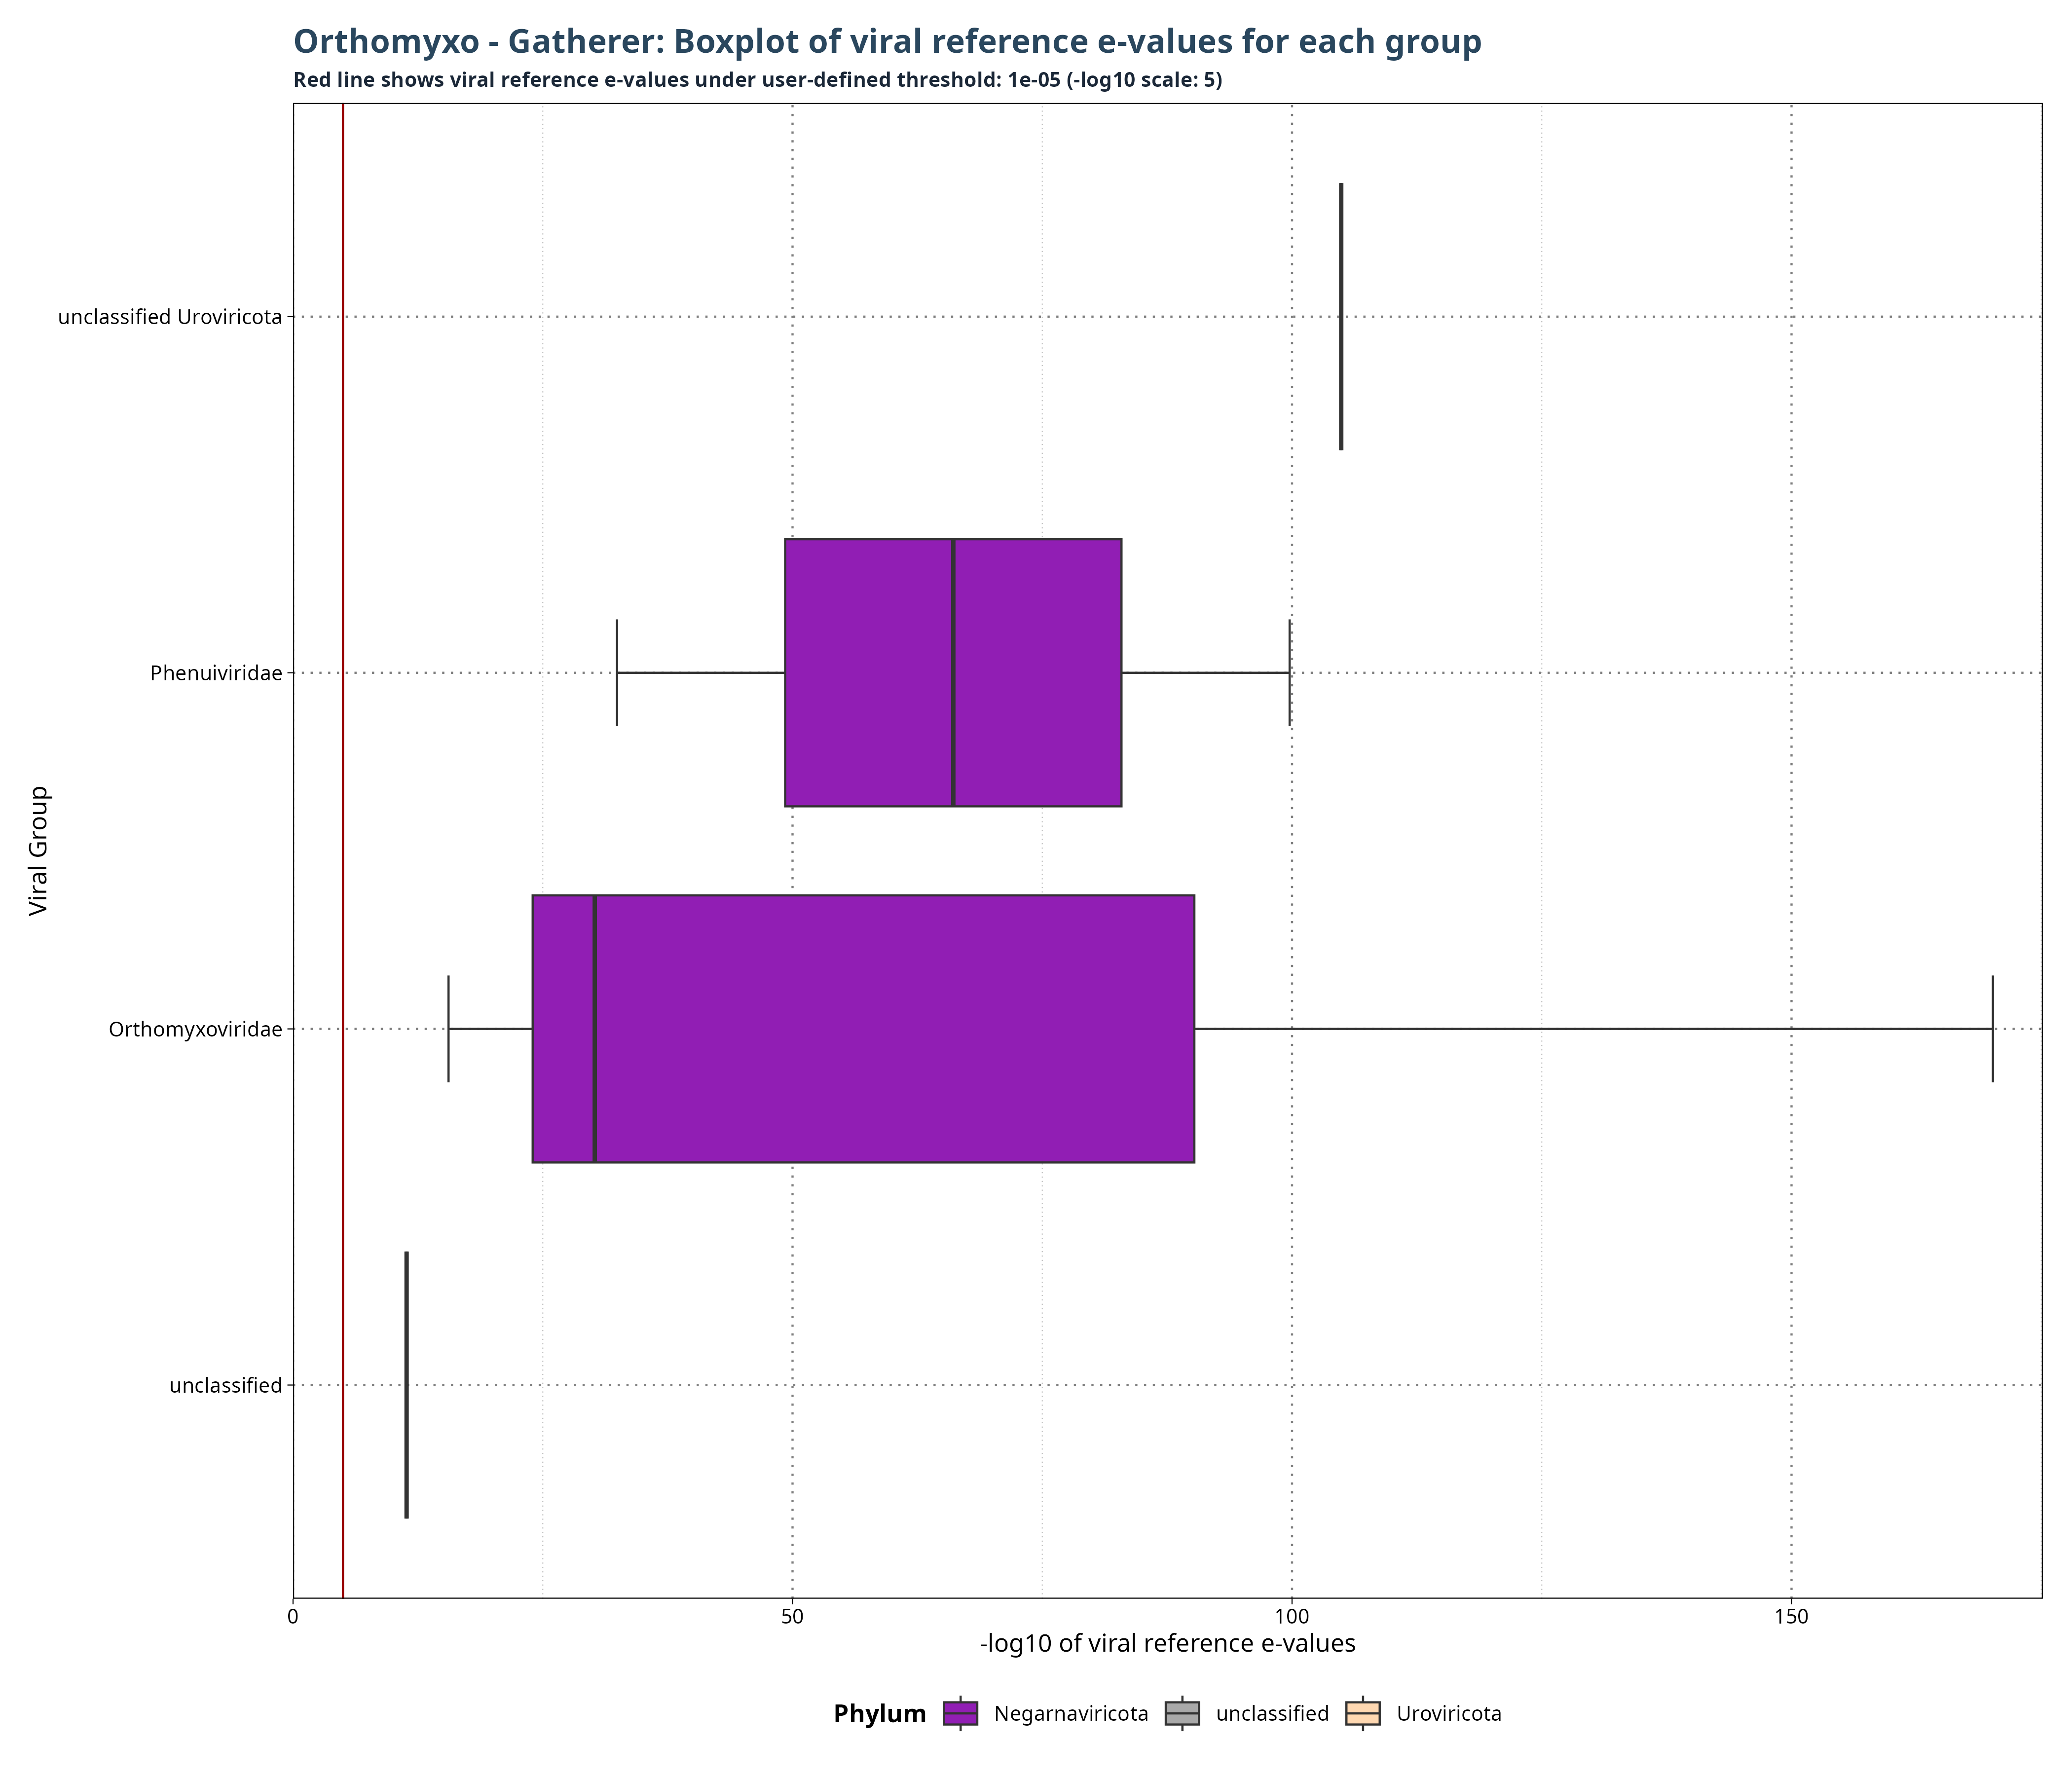 Orthomyxo - Gatherer: Boxplot of viral reference e-values for each group
Red line shows viral reference e-values under user-defined threshold: 1e-05 (-log10 scale: 5)
Viral Group
unclassified Uroviricota
Phenuiviridae
Orthomyxoviridae
unclassified
0 50 100 150
-log10 of viral reference e-values
Phylum Negarnaviricota unclassified Uroviricota